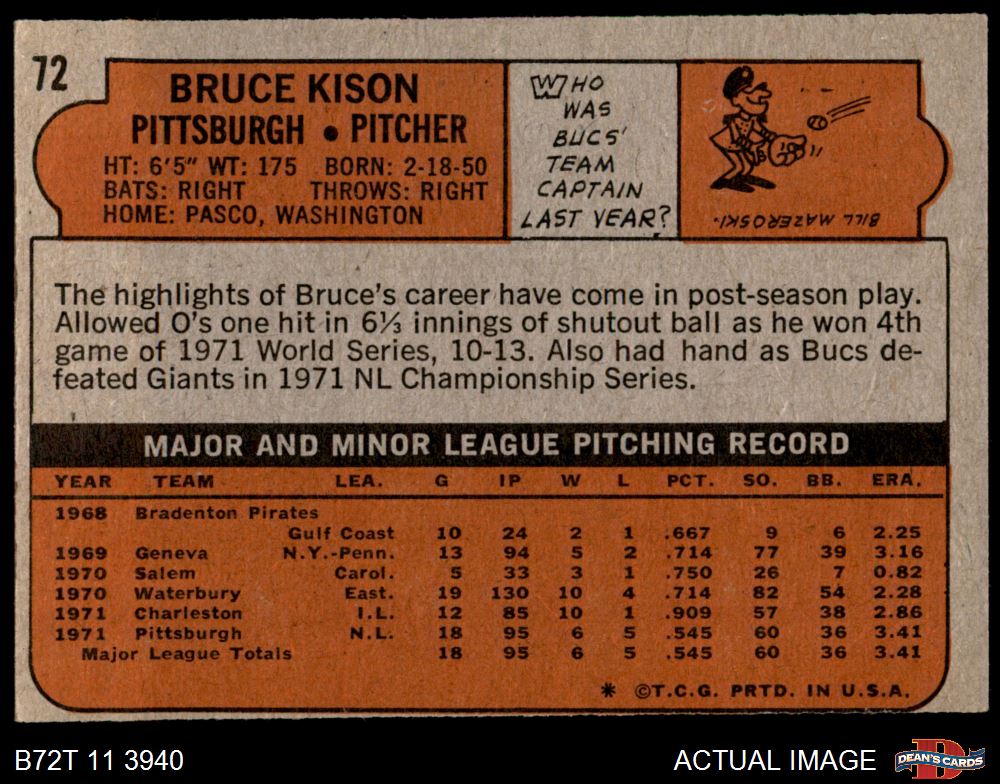 72
BRUCE KISON
PITTSBURGH • PITCHER
HT: 6'5" WT: 175 BORN: 2-18-50
BATS: RIGHT THROWS: RIGHT
HOME: PASCO, WASHINGTON
WHO
WAS
BUCS'
TEAM
CAPTAIN
LAST YEAR?
BILL MAZEROSKI.
The highlights of Bruce's career have come in post-season play.
Allowed O's one hit in 6⅓ innings of shutout ball as he won 4th
game of 1971 World Series, 10-13. Also had hand as Bucs de-
feated Giants in 1971 NL Championship Series.
MAJOR AND MINOR LEAGUE PITCHING RECORD
YEAR TEAM LEA. G IP W L PCT. SO. BB. ERA.
1968 Bradenton Pirates
Gulf Coast 10 24 2 1 .667 9 6 2.25
1969 Geneva N.Y.-Penn. 13 94 5 2 .714 77 39 3.16
1970 Salem Carol. 5 33 3 1 .750 26 7 0.82
1970 Waterbury East. 19 130 10 4 .714 82 54 2.28
1971 Charleston I.L. 12 85 10 1 .909 57 38 2.86
1971 Pittsburgh N.L. 18 95 6 5 .545 60 36 3.41
Major League Totals 18 95 6 5 .545 60 36 3.41
* ©T.C.G. PRTD. IN U.S.A.
B72T 11 3940
ACTUAL IMAGE
DEAN'S CARDS